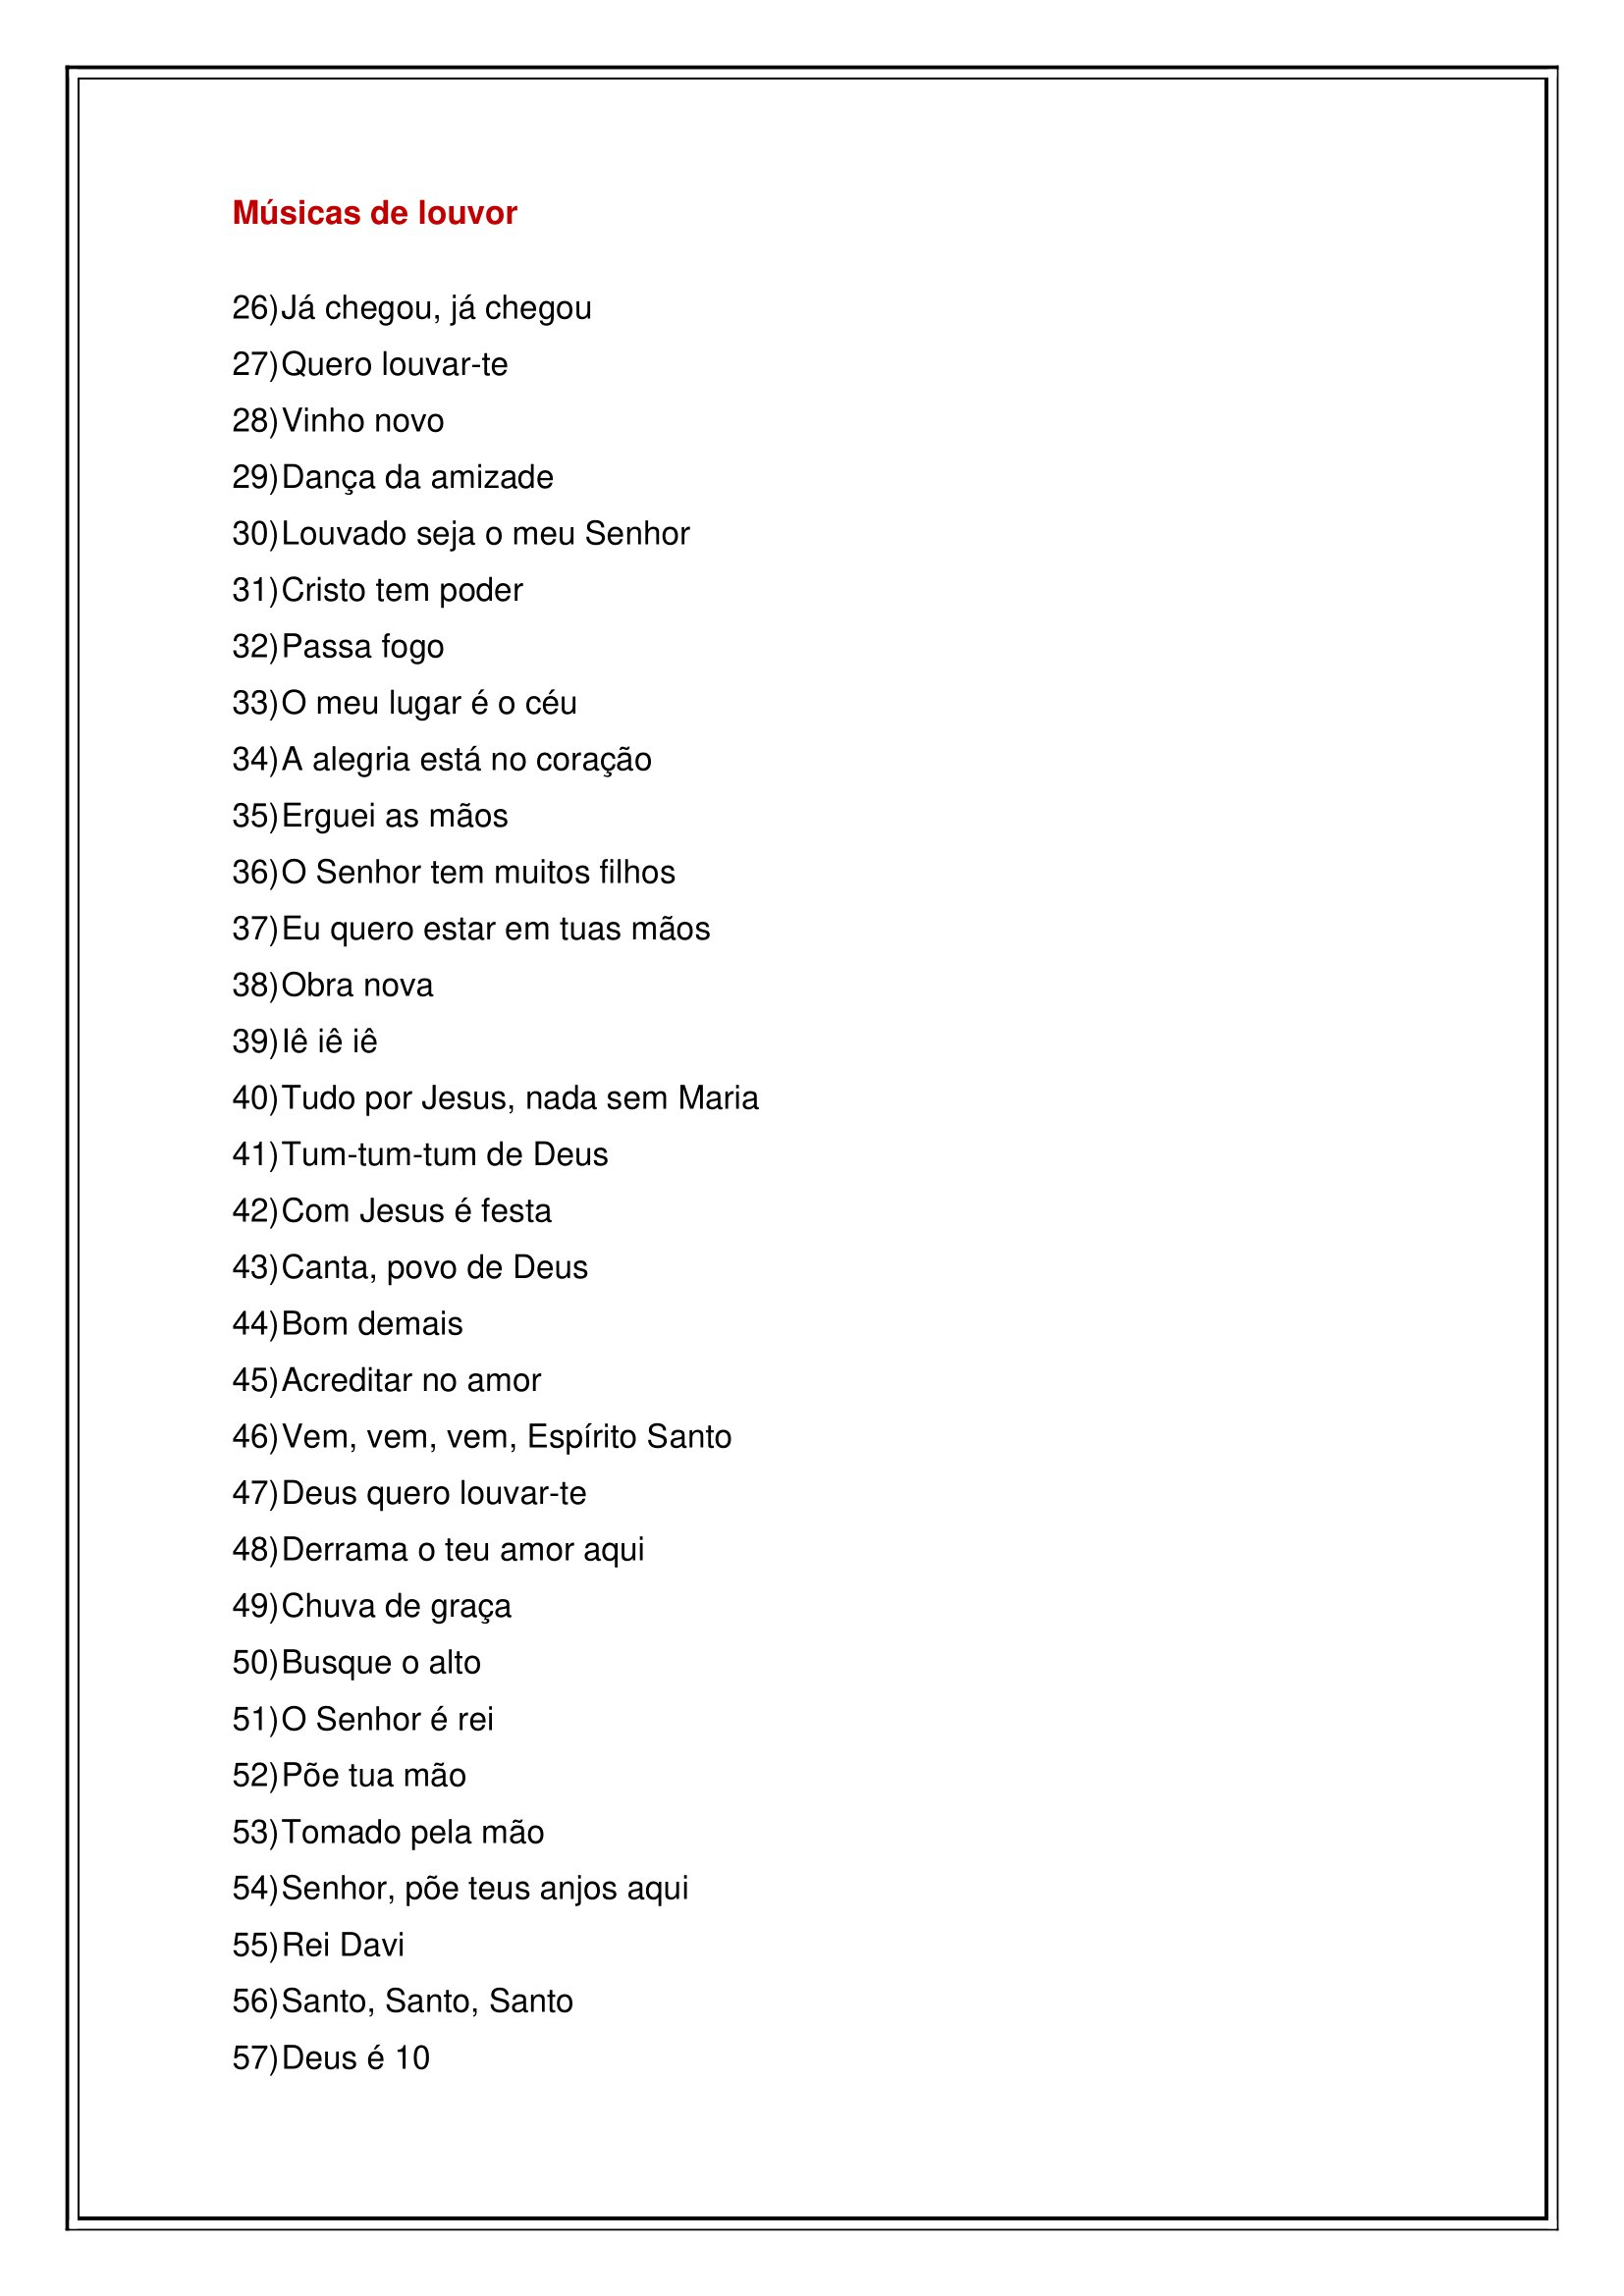 Músicas de louvor
26)Já chegou, já chegou
27)Quero louvar-te
28)Vinho novo
29)Dança da amizade
30)Louvado seja o meu Senhor
31)Cristo tem poder
32)Passa fogo
33)O meu lugar é o céu
34)A alegria está no coração
35)Erguei as mãos
36)O Senhor tem muitos filhos
37)Eu quero estar em tuas mãos
38)Obra nova
39)Iê iê iê
40)Tudo por Jesus, nada sem Maria
41)Tum-tum-tum de Deus
42)Com Jesus é festa
43)Canta, povo de Deus
44)Bom demais
45)Acreditar no amor
46)Vem, vem, vem, Espírito Santo
47)Deus quero louvar-te
48)Derrama o teu amor aqui
49)Chuva de graça
50)Busque o alto
51)O Senhor é rei
52)Põe tua mão
53)Tomado pela mão
54)Senhor, põe teus anjos aqui
55)Rei Davi
56)Santo, Santo, Santo
57)Deus é 10